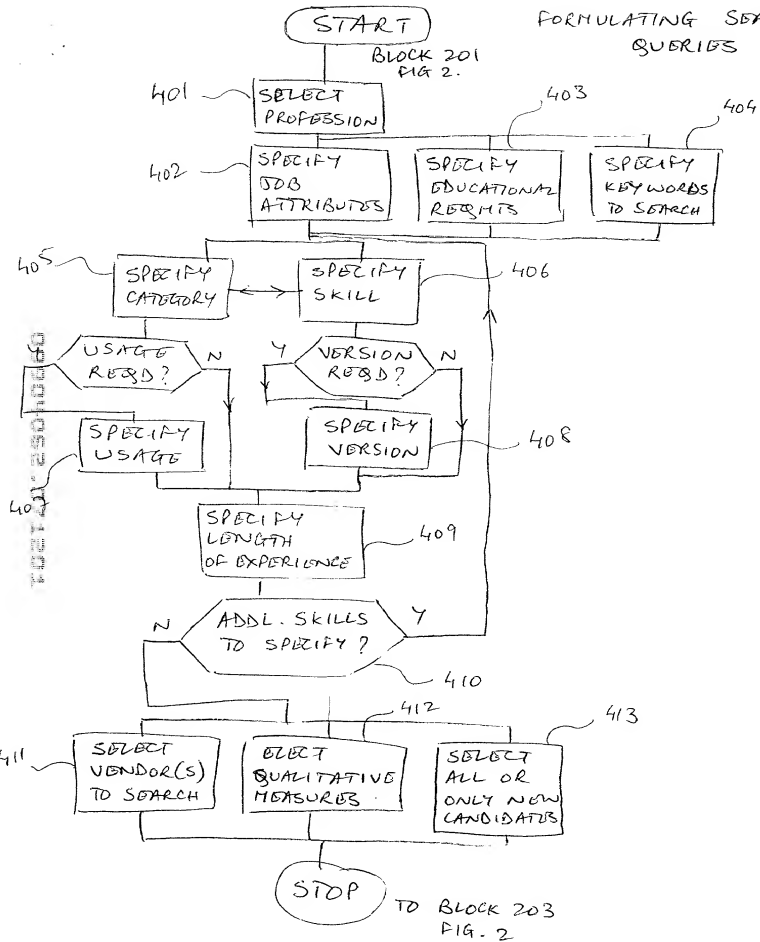 START
FORMULATING
QUERIES
BLOCK 201
FIG 2.
401
SELECT
PROFESSION
403
404
402
SPECIFY
JOB
ATTRIBUTES
SPECIFY
EDUCATIONAL
REQMTS
SPECIFY
KEYWORDS
TO SEARCH
405
SPECIFY
CATEGORY
SPECIFY
SKILL
406
Y
USAGE
REQD?
N
Y
VERSION
REQD?
N
SPECIFY
USAGE
407
SPECIFY
VERSION
408
SPECIFY
LENGTH
OF EXPERIENCE
409
N
ADDL. SKILLS
TO SPECIFY?
Y
410
411
SELECT
VENDOR(S)
TO SEARCH
412
ELECT
QUALITATIVE
MEASURES
413
SELECT
ALL OR
ONLY NEW
CANDIDATES
STOP
TO BLOCK 203
FIG. 2